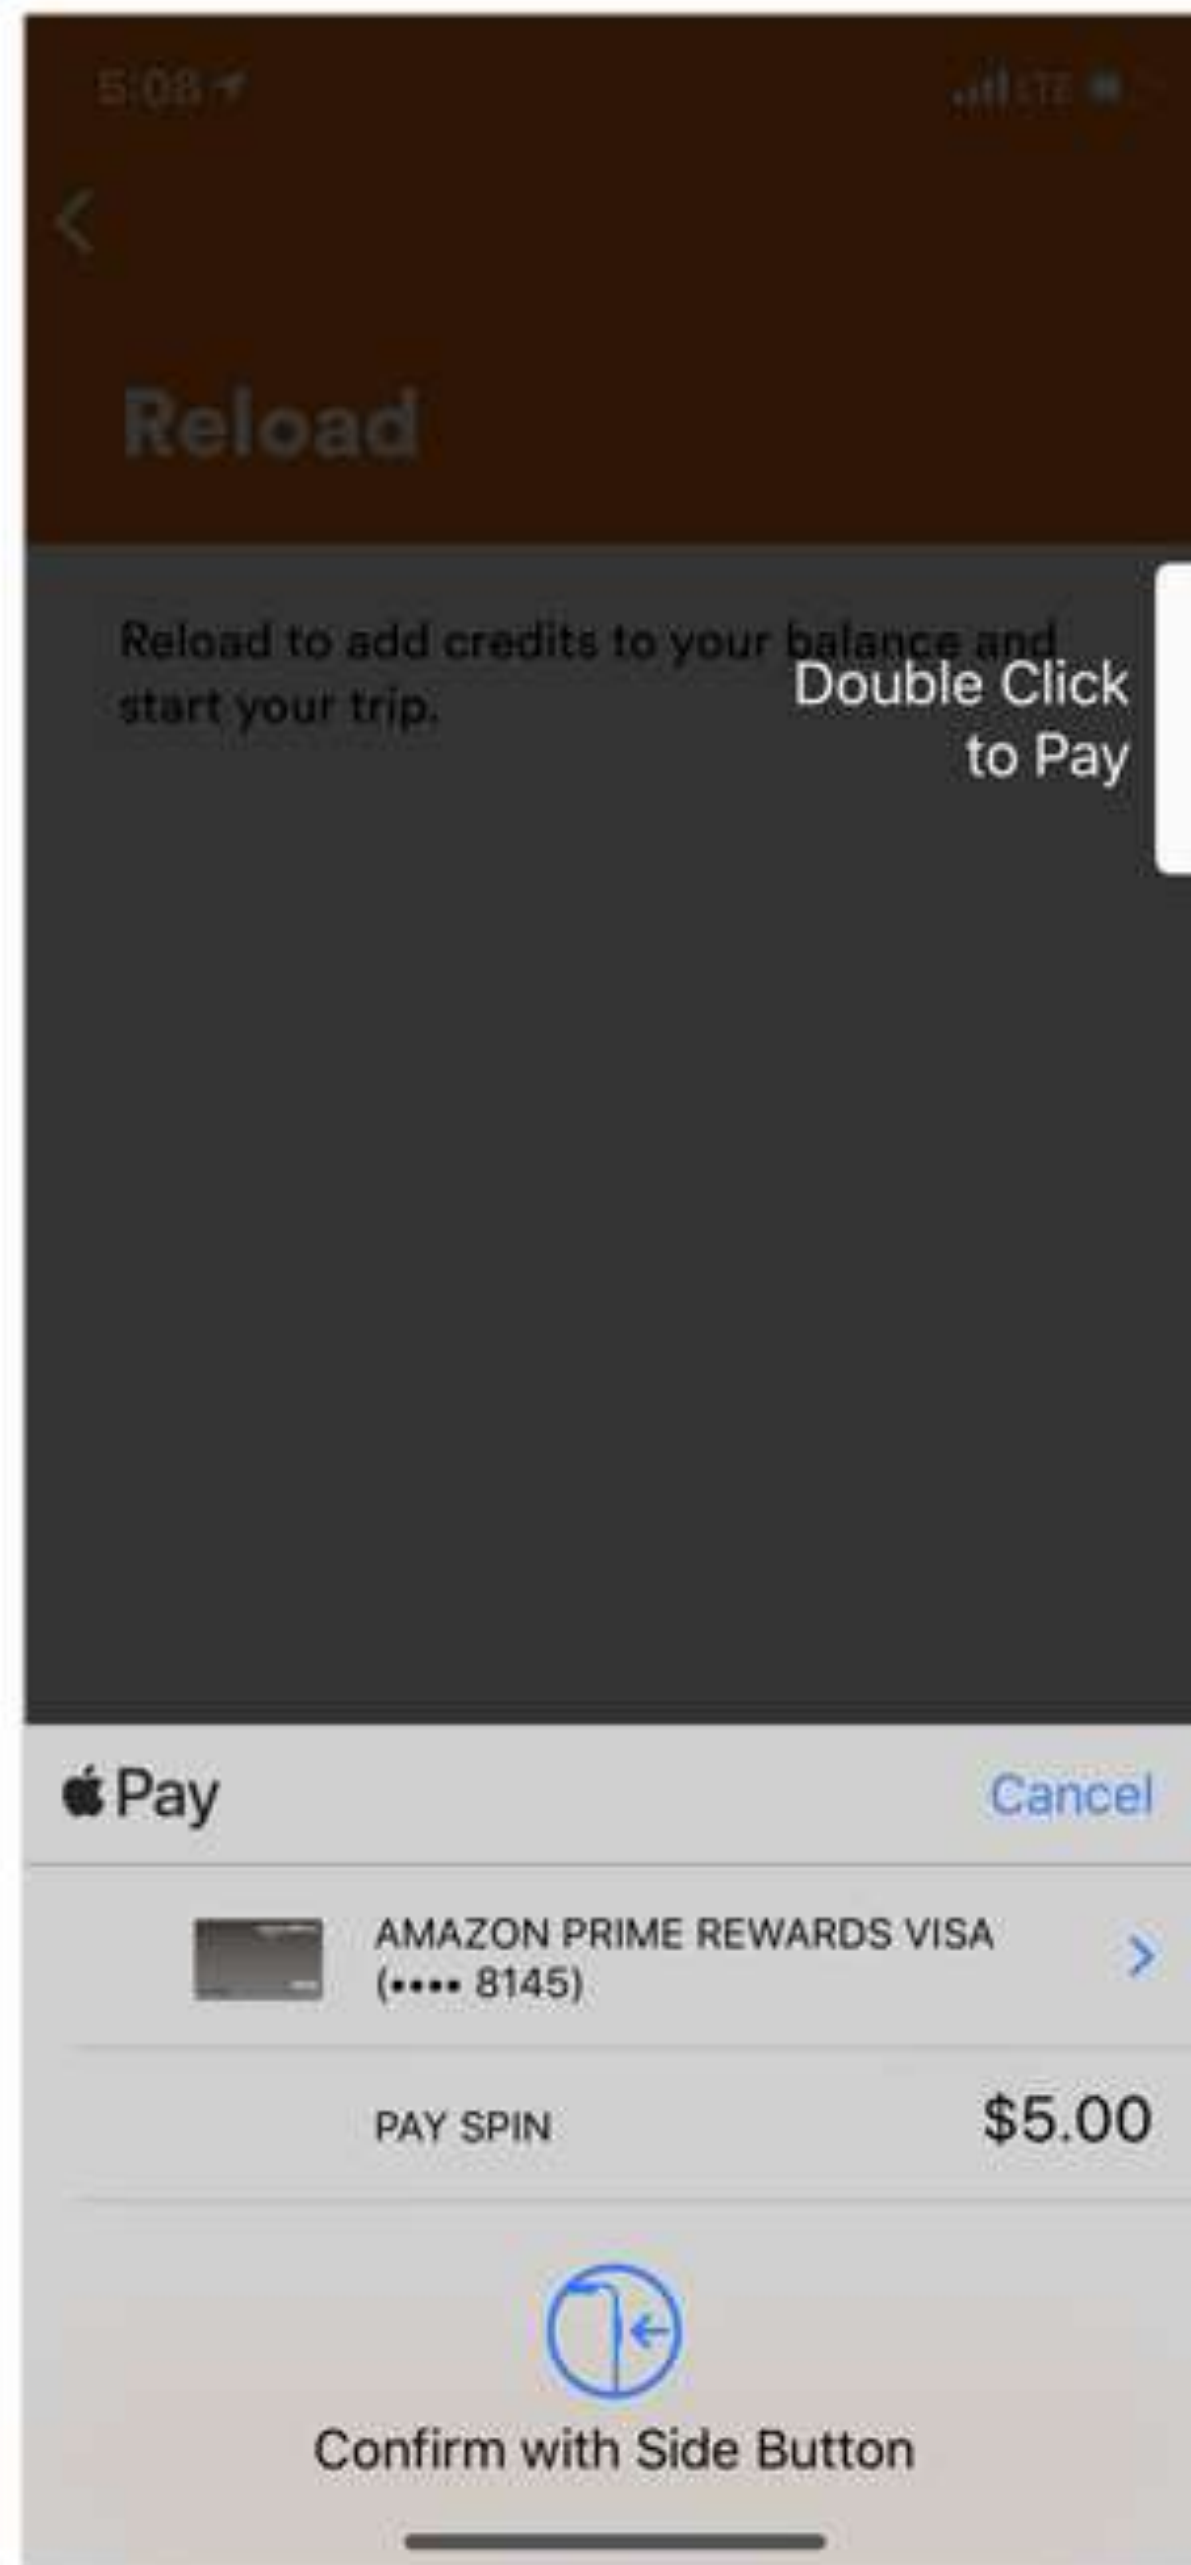 5:08
LTE
Reload
Reload to add credits to your balance and
start your trip.
Double Click
to Pay
Pay
Cancel
AMAZON PRIME REWARDS VISA
(•••• 8145)
PAY SPIN
$5.00
Confirm with Side Button